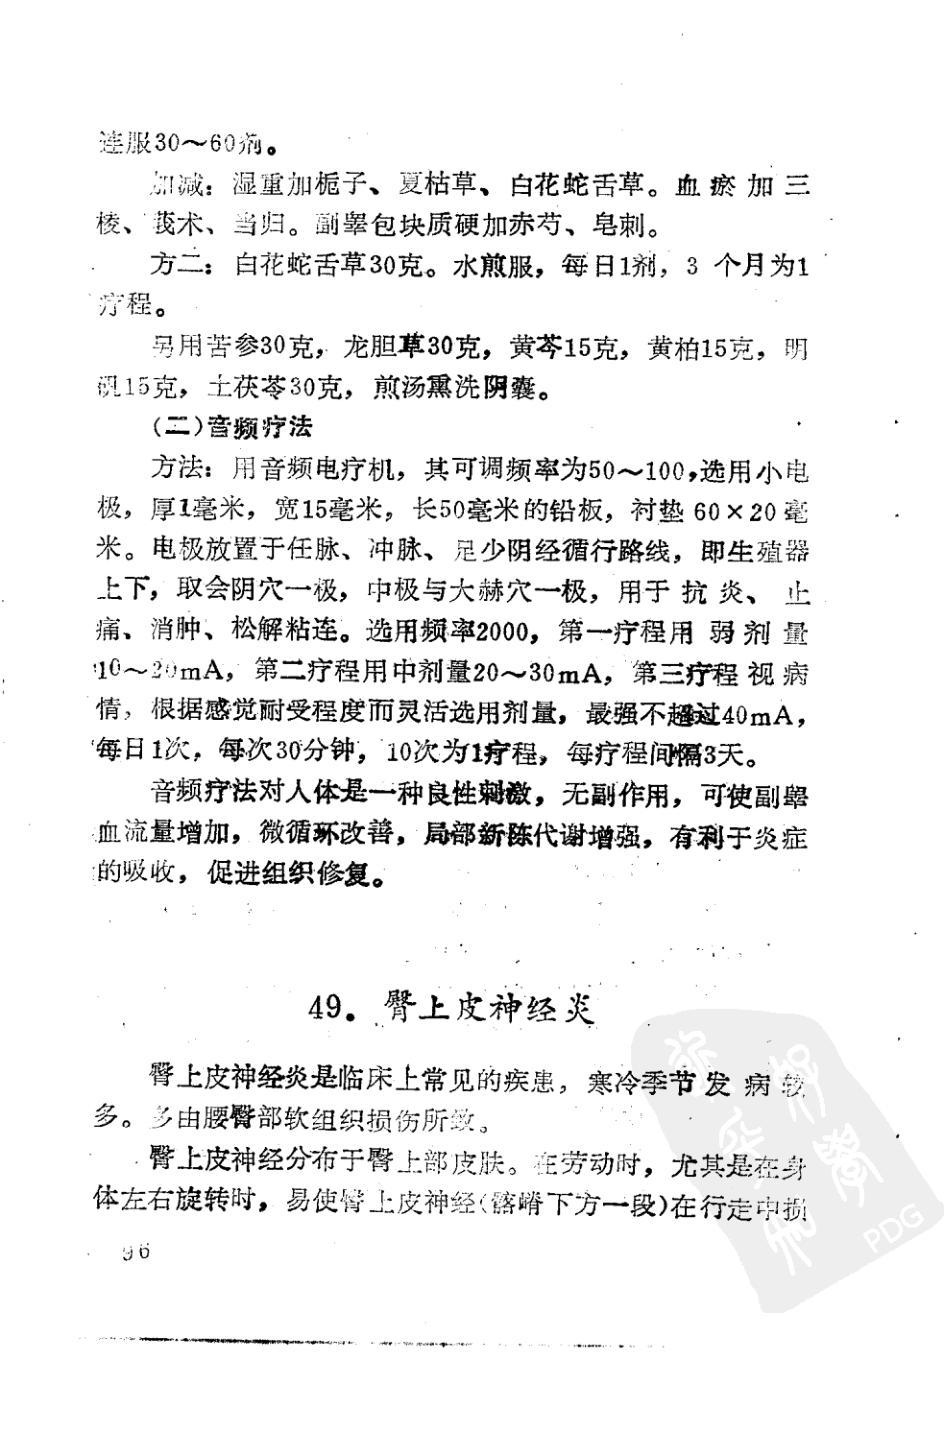 连服30～60剂。
加减：湿重加栀子、夏枯草、白花蛇舌草。血瘀加三
棱、莪术、当归。副睾包块质硬加赤芍、皂刺。
方二：白花蛇舌草30克。水煎服，每日1剂，3个月为1
疗程。
另用苦参30克，龙胆草30克，黄芩15克，黄柏15克，明
矾15克，土茯苓30克，煎汤熏洗阴囊。
(二)音频疗法
方法：用音频电疗机，其可调频率为50～100，选用小电
极，厚1毫米，宽15毫米，长50毫米的铅板，衬垫60×20毫
米。电极放置于任脉、冲脉、足少阴经循行路线，即生殖器
上下，取会阴穴一极，中极与大赫穴一极，用于抗炎、止
痛、消肿、松解粘连。选用频率2000，第一疗程用弱剂量
10～20mA，第二疗程用中剂量20～30mA，第三疗程视病
情，根据感觉耐受程度而灵活选用剂量，最强不超过40mA，
每日1次，每次30分钟，10次为1疗程，每疗程间隔3天。
音频疗法对人体是一种良性刺激，无副作用，可使副睾
血流量增加，微循环改善，局部新陈代谢增强，有利于炎症
的吸收，促进组织修复。
49．臀上皮神经炎
臀上皮神经炎是临床上常见的疾患，寒冷季节发病较
多。多由腰臀部软组织损伤所致。
臀上皮神经分布于臀上部皮肤。在劳动时，尤其是在身
体左右旋转时，易使臀上皮神经(髂嵴下方一段)在行走中损
96
PDG